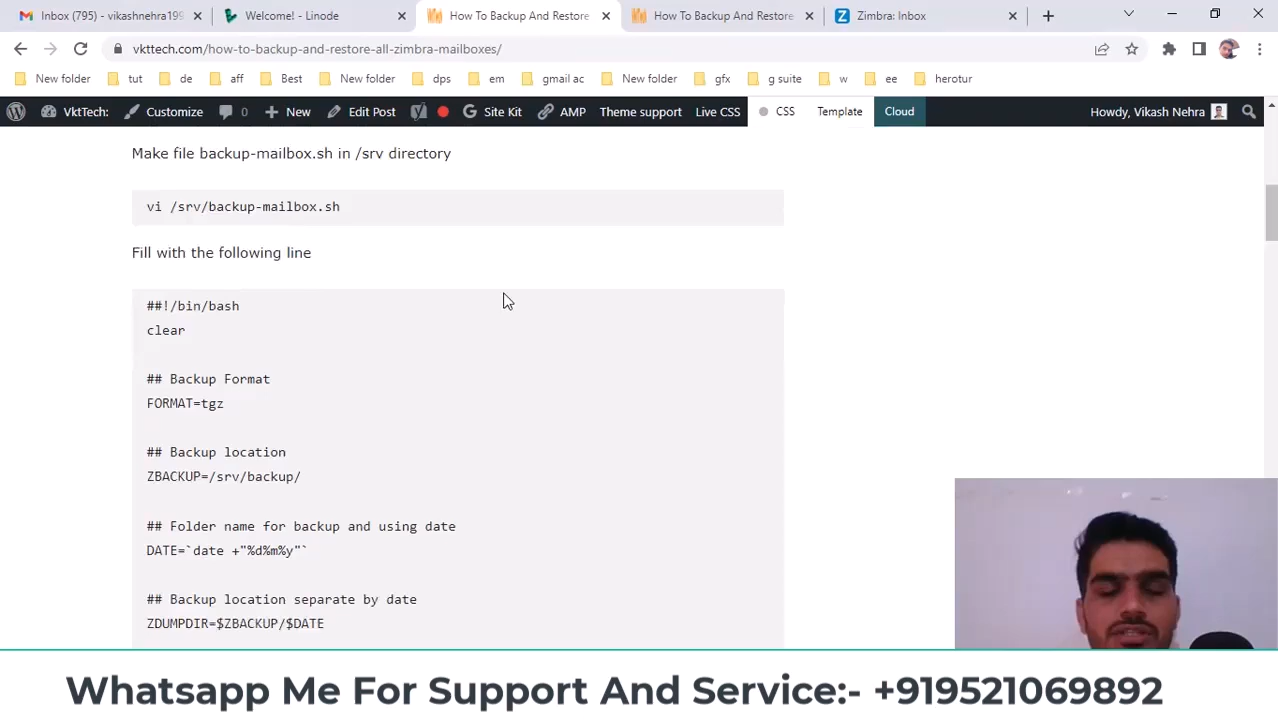 Inbox (795) - vikashnehra199
Welcome! - Linode
How To Backup And Restore
How To Backup And Restore
Zimbra: Inbox
vkttech.com/how-to-backup-and-restore-all-zimbra-mailboxes/
New folder
tut
de
aff
Best
New folder
dps
em
gmail ac
New folder
gfx
g suite
w
ee
herotur
VktTech:
Customize
0
New
Edit Post
Site Kit
AMP
Theme support
Live CSS
CSS
Template
Cloud
Howdy, Vikash Nehra
Make file backup-mailbox.sh in /srv directory
vi /srv/backup-mailbox.sh
Fill with the following line
##!/bin/bash
clear
## Backup Format
FORMAT=tgz
## Backup location
ZBACKUP=/srv/backup/
## Folder name for backup and using date
DATE=`date +"%d%m%y"`
## Backup location separate by date
ZDUMPDIR=$ZBACKUP/$DATE
Whatsapp Me For Support And Service:- +919521069892